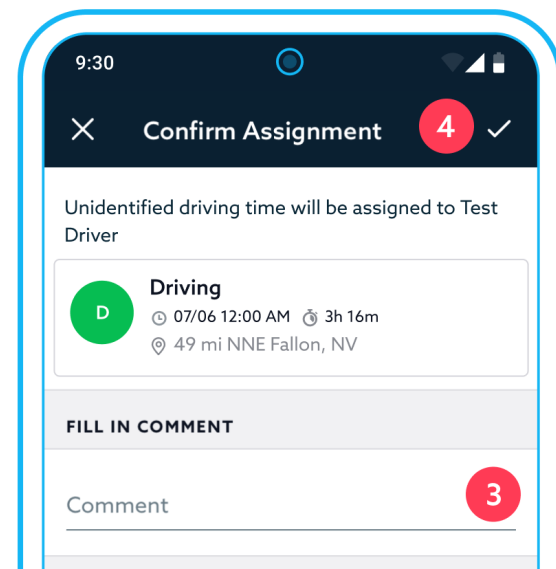 9:30
Confirm Assignment 4
Unidentified driving time will be assigned to Test
Driver
D
Driving
07/06 12:00 AM 3h 16m
49 mi NNE Fallon, NV
FILL IN COMMENT
Comment 3